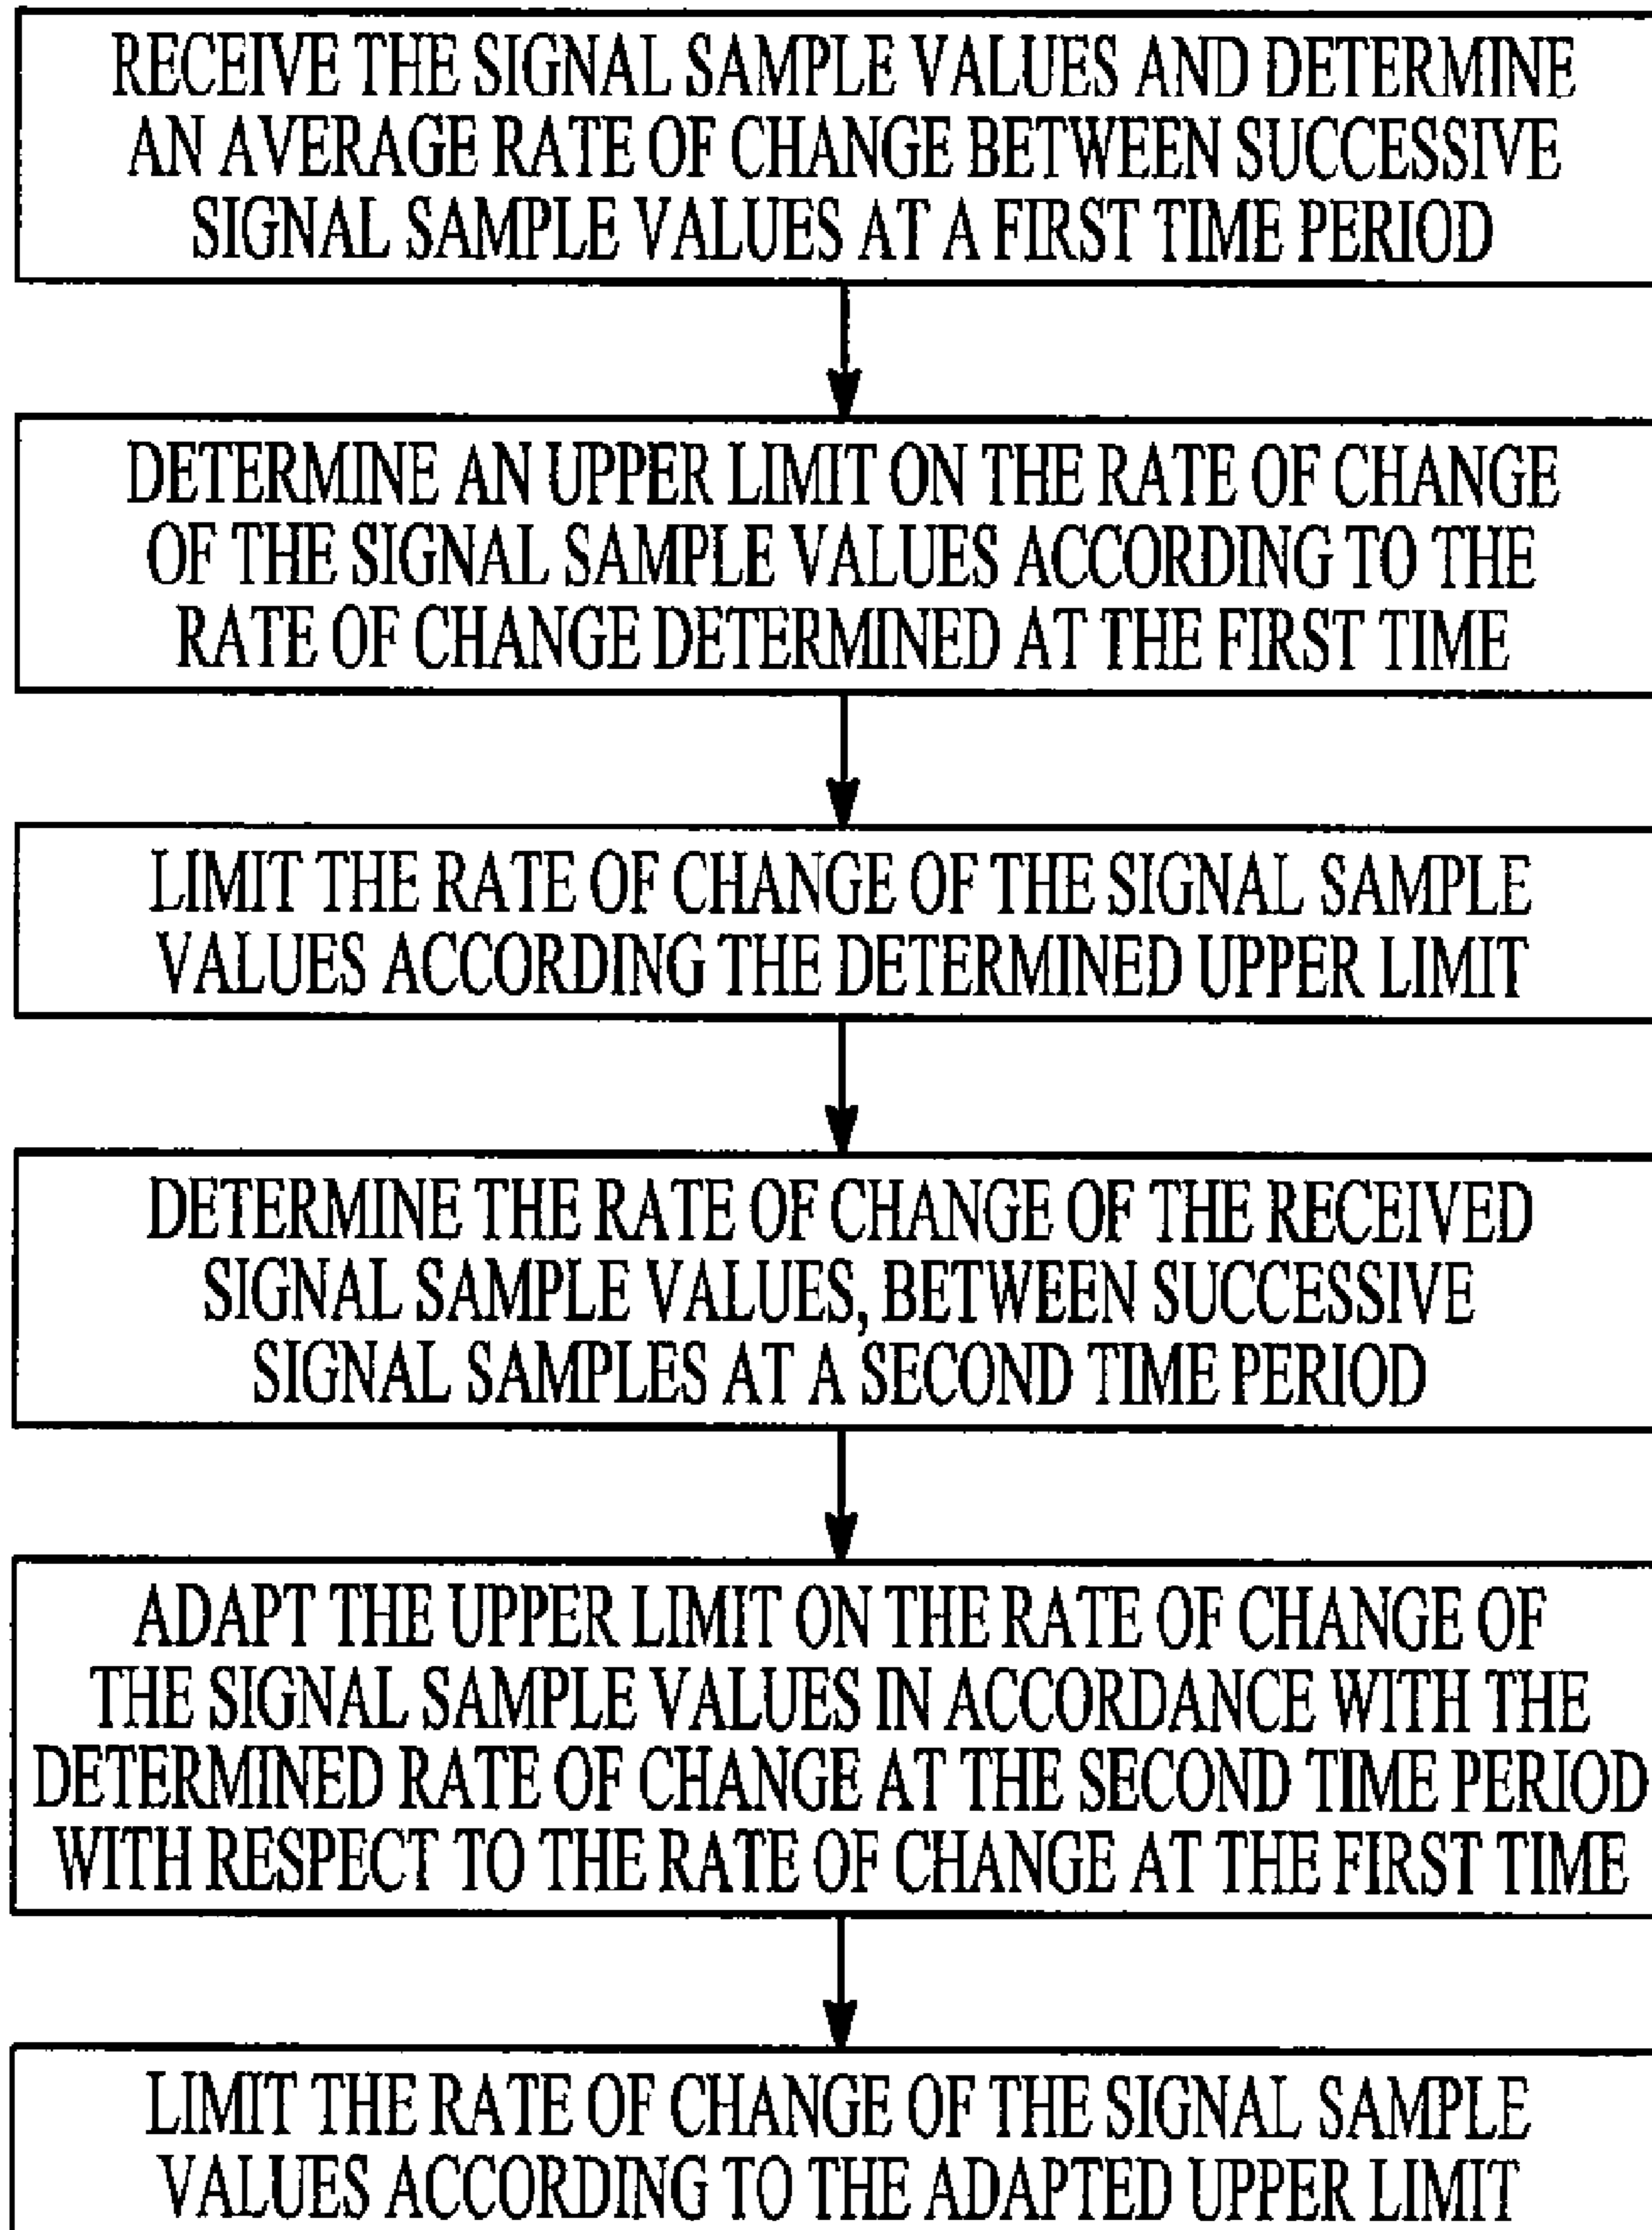 RECEIVE THE SIGNAL SAMPLE VALUES AND DETERMINE
AN AVERAGE RATE OF CHANGE BETWEEN SUCCESSIVE
SIGNAL SAMPLE VALUES AT A FIRST TIME PERIOD
DETERMINE AN UPPER LIMIT ON THE RATE OF CHANGE
OF THE SIGNAL SAMPLE VALUES ACCORDING TO THE
RATE OF CHANGE DETERMINED AT THE FIRST TIME
LIMIT THE RATE OF CHANGE OF THE SIGNAL SAMPLE
VALUES ACCORDING THE DETERMINED UPPER LIMIT
DETERMINE THE RATE OF CHANGE OF THE RECEIVED
SIGNAL SAMPLE VALUES, BETWEEN SUCCESSIVE
SIGNAL SAMPLES AT A SECOND TIME PERIOD
ADAPT THE UPPER LIMIT ON THE RATE OF CHANGE OF
THE SIGNAL SAMPLE VALUES IN ACCORDANCE WITH THE
DETERMINED RATE OF CHANGE AT THE SECOND TIME PERIOD
WITH RESPECT TO THE RATE OF CHANGE AT THE FIRST TIME
LIMIT THE RATE OF CHANGE OF THE SIGNAL SAMPLE
VALUES ACCORDING TO THE ADAPTED UPPER LIMIT